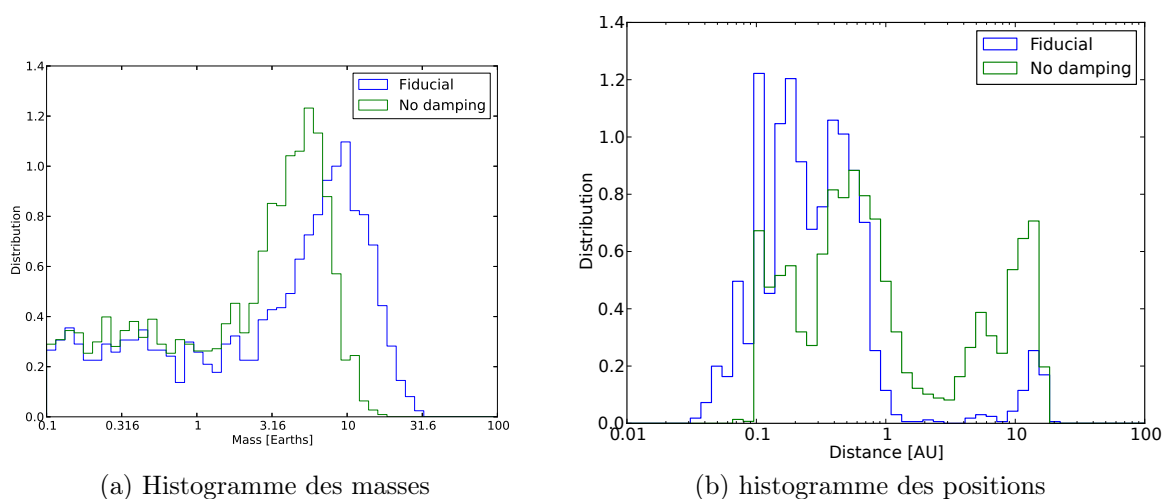 1.4
1.2
1.0
0.8
0.6
0.4
0.2
0.0
0.1 0.316 1 3.16 10 31.6 100
Mass [Earths]
Distribution
Fiducial
No damping
(a) Histogramme des masses
1.4
1.2
1.0
0.8
0.6
0.4
0.2
0.0
0.01 0.1 1 10 100
Distance [AU]
Distribution
Fiducial
No damping
(b) histogramme des positions